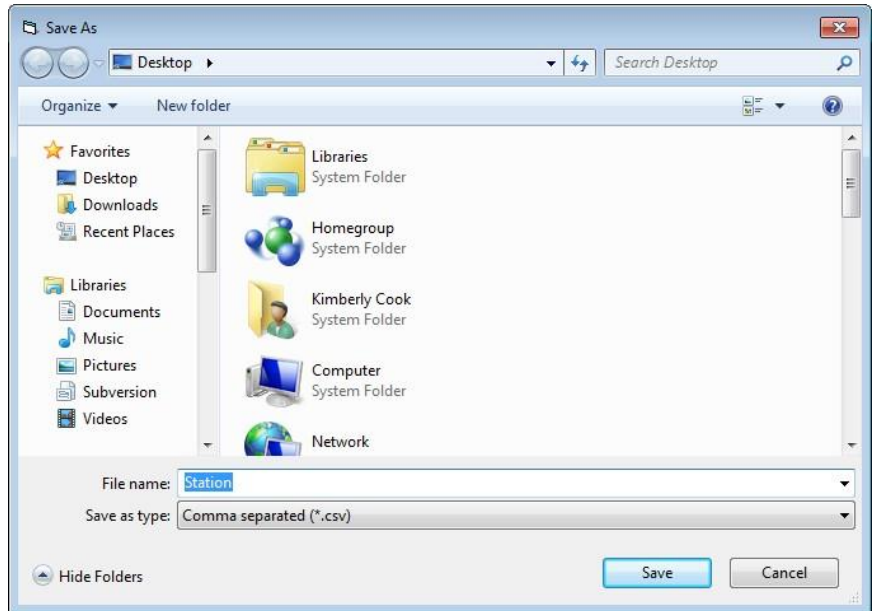 Save As
Desktop
Search Desktop
Organize
New folder
Favorites
Desktop
Downloads
Recent Places
Libraries
Documents
Music
Pictures
Subversion
Videos
Libraries
System Folder
Homegroup
System Folder
Kimberly Cook
System Folder
Computer
System Folder
Network
File name: Station
Save as type: Comma separated (*.csv)
Hide Folders
Save
Cancel